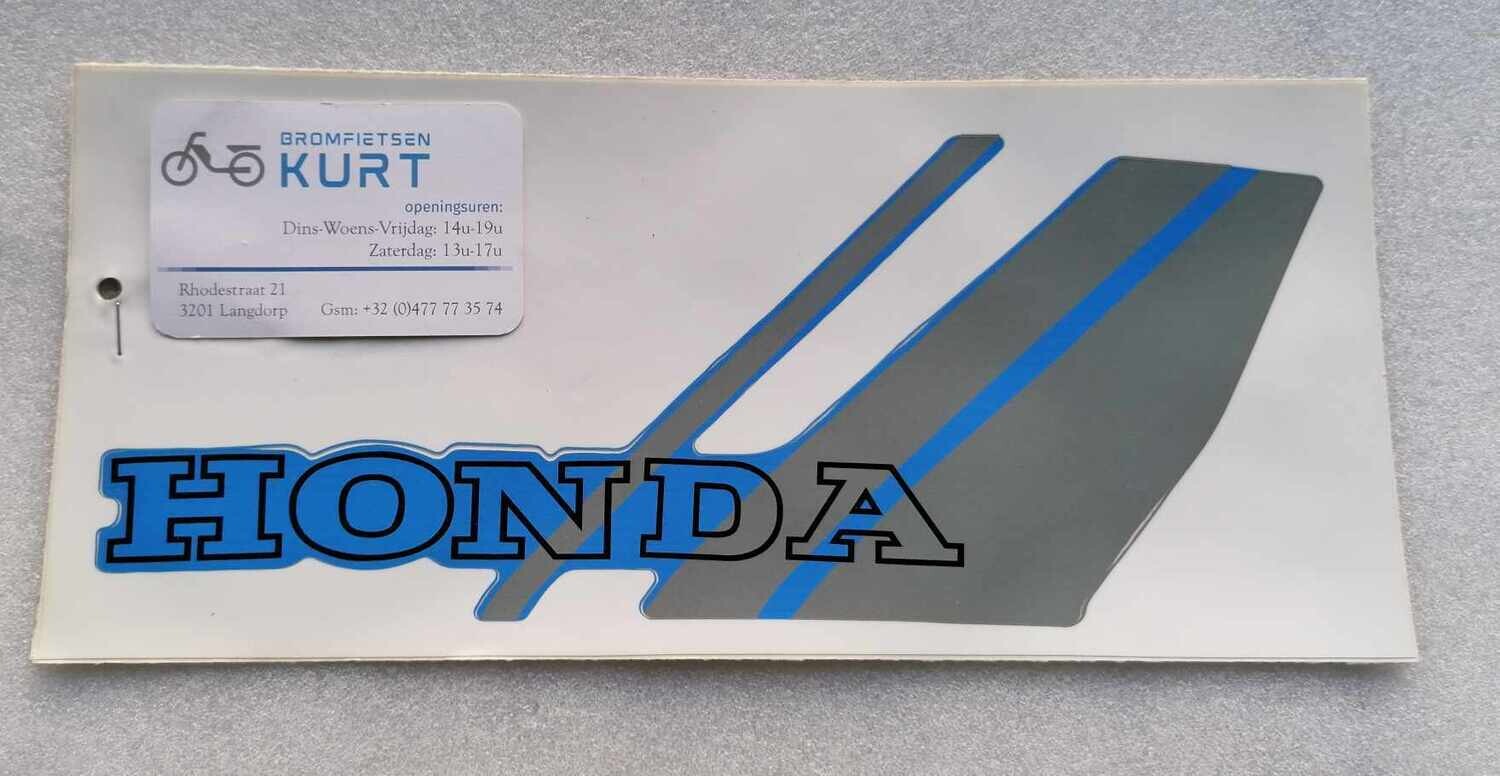 BROMFIETSEN
KURT
openingsuren:
Dins-Woens-Vrijdag: 14u-19u
Zaterdag: 13u-17u
Rhodestraat 21
3201 Langdorp Gsm: +32 (0)477 77 35 74
HONDA